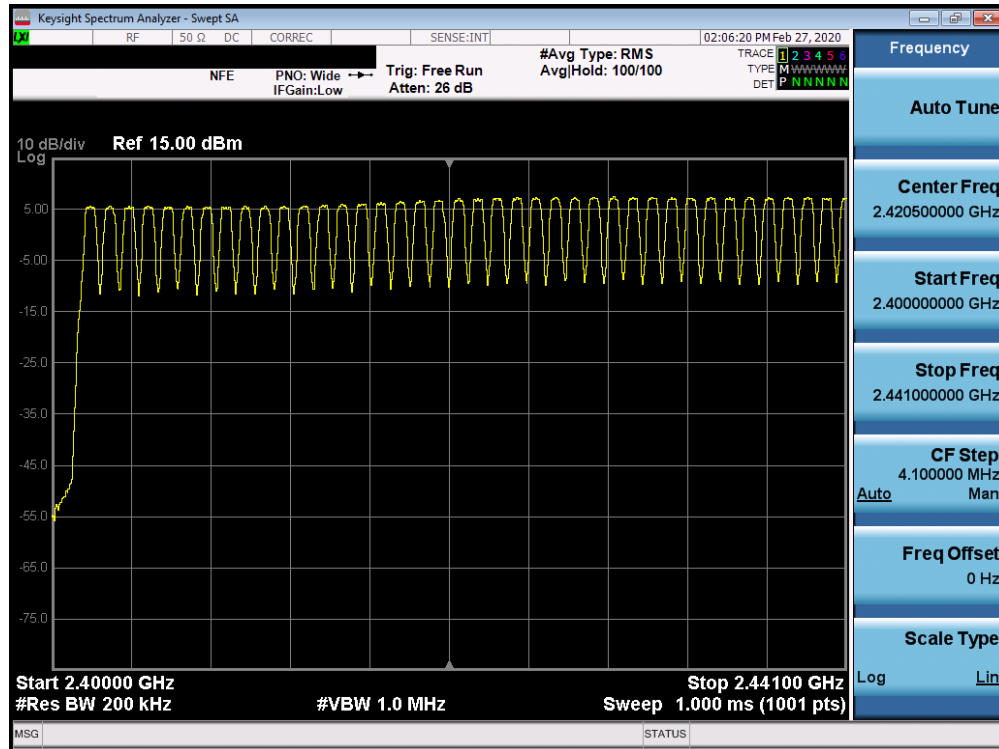 Keysight Spectrum Analyzer - Swept SA
LXI RF 50 Ω DC CORREC SENSE:INT 02:06:20 PM Feb 27, 2020
NFE PNO: Wide Trig: Free Run #Avg Type: RMS TRACE 1 2 3 4 5 6
IFGain:Low Atten: 26 dB Avg|Hold: 100/100 TYPE M WWWWW
DET P N N N N N
10 dB/div Ref 15.00 dBm
Log
5.00
-5.00
-15.0
-25.0
-35.0
-45.0
-55.0
-65.0
-75.0
Start 2.40000 GHz Stop 2.44100 GHz
#Res BW 200 kHz #VBW 1.0 MHz Sweep 1.000 ms (1001 pts)
MSG STATUS
Frequency
Auto Tune
Center Freq
2.420500000 GHz
Start Freq
2.400000000 GHz
Stop Freq
2.441000000 GHz
CF Step
4.100000 MHz
Auto Man
Freq Offset
0 Hz
Scale Type
Log Lin